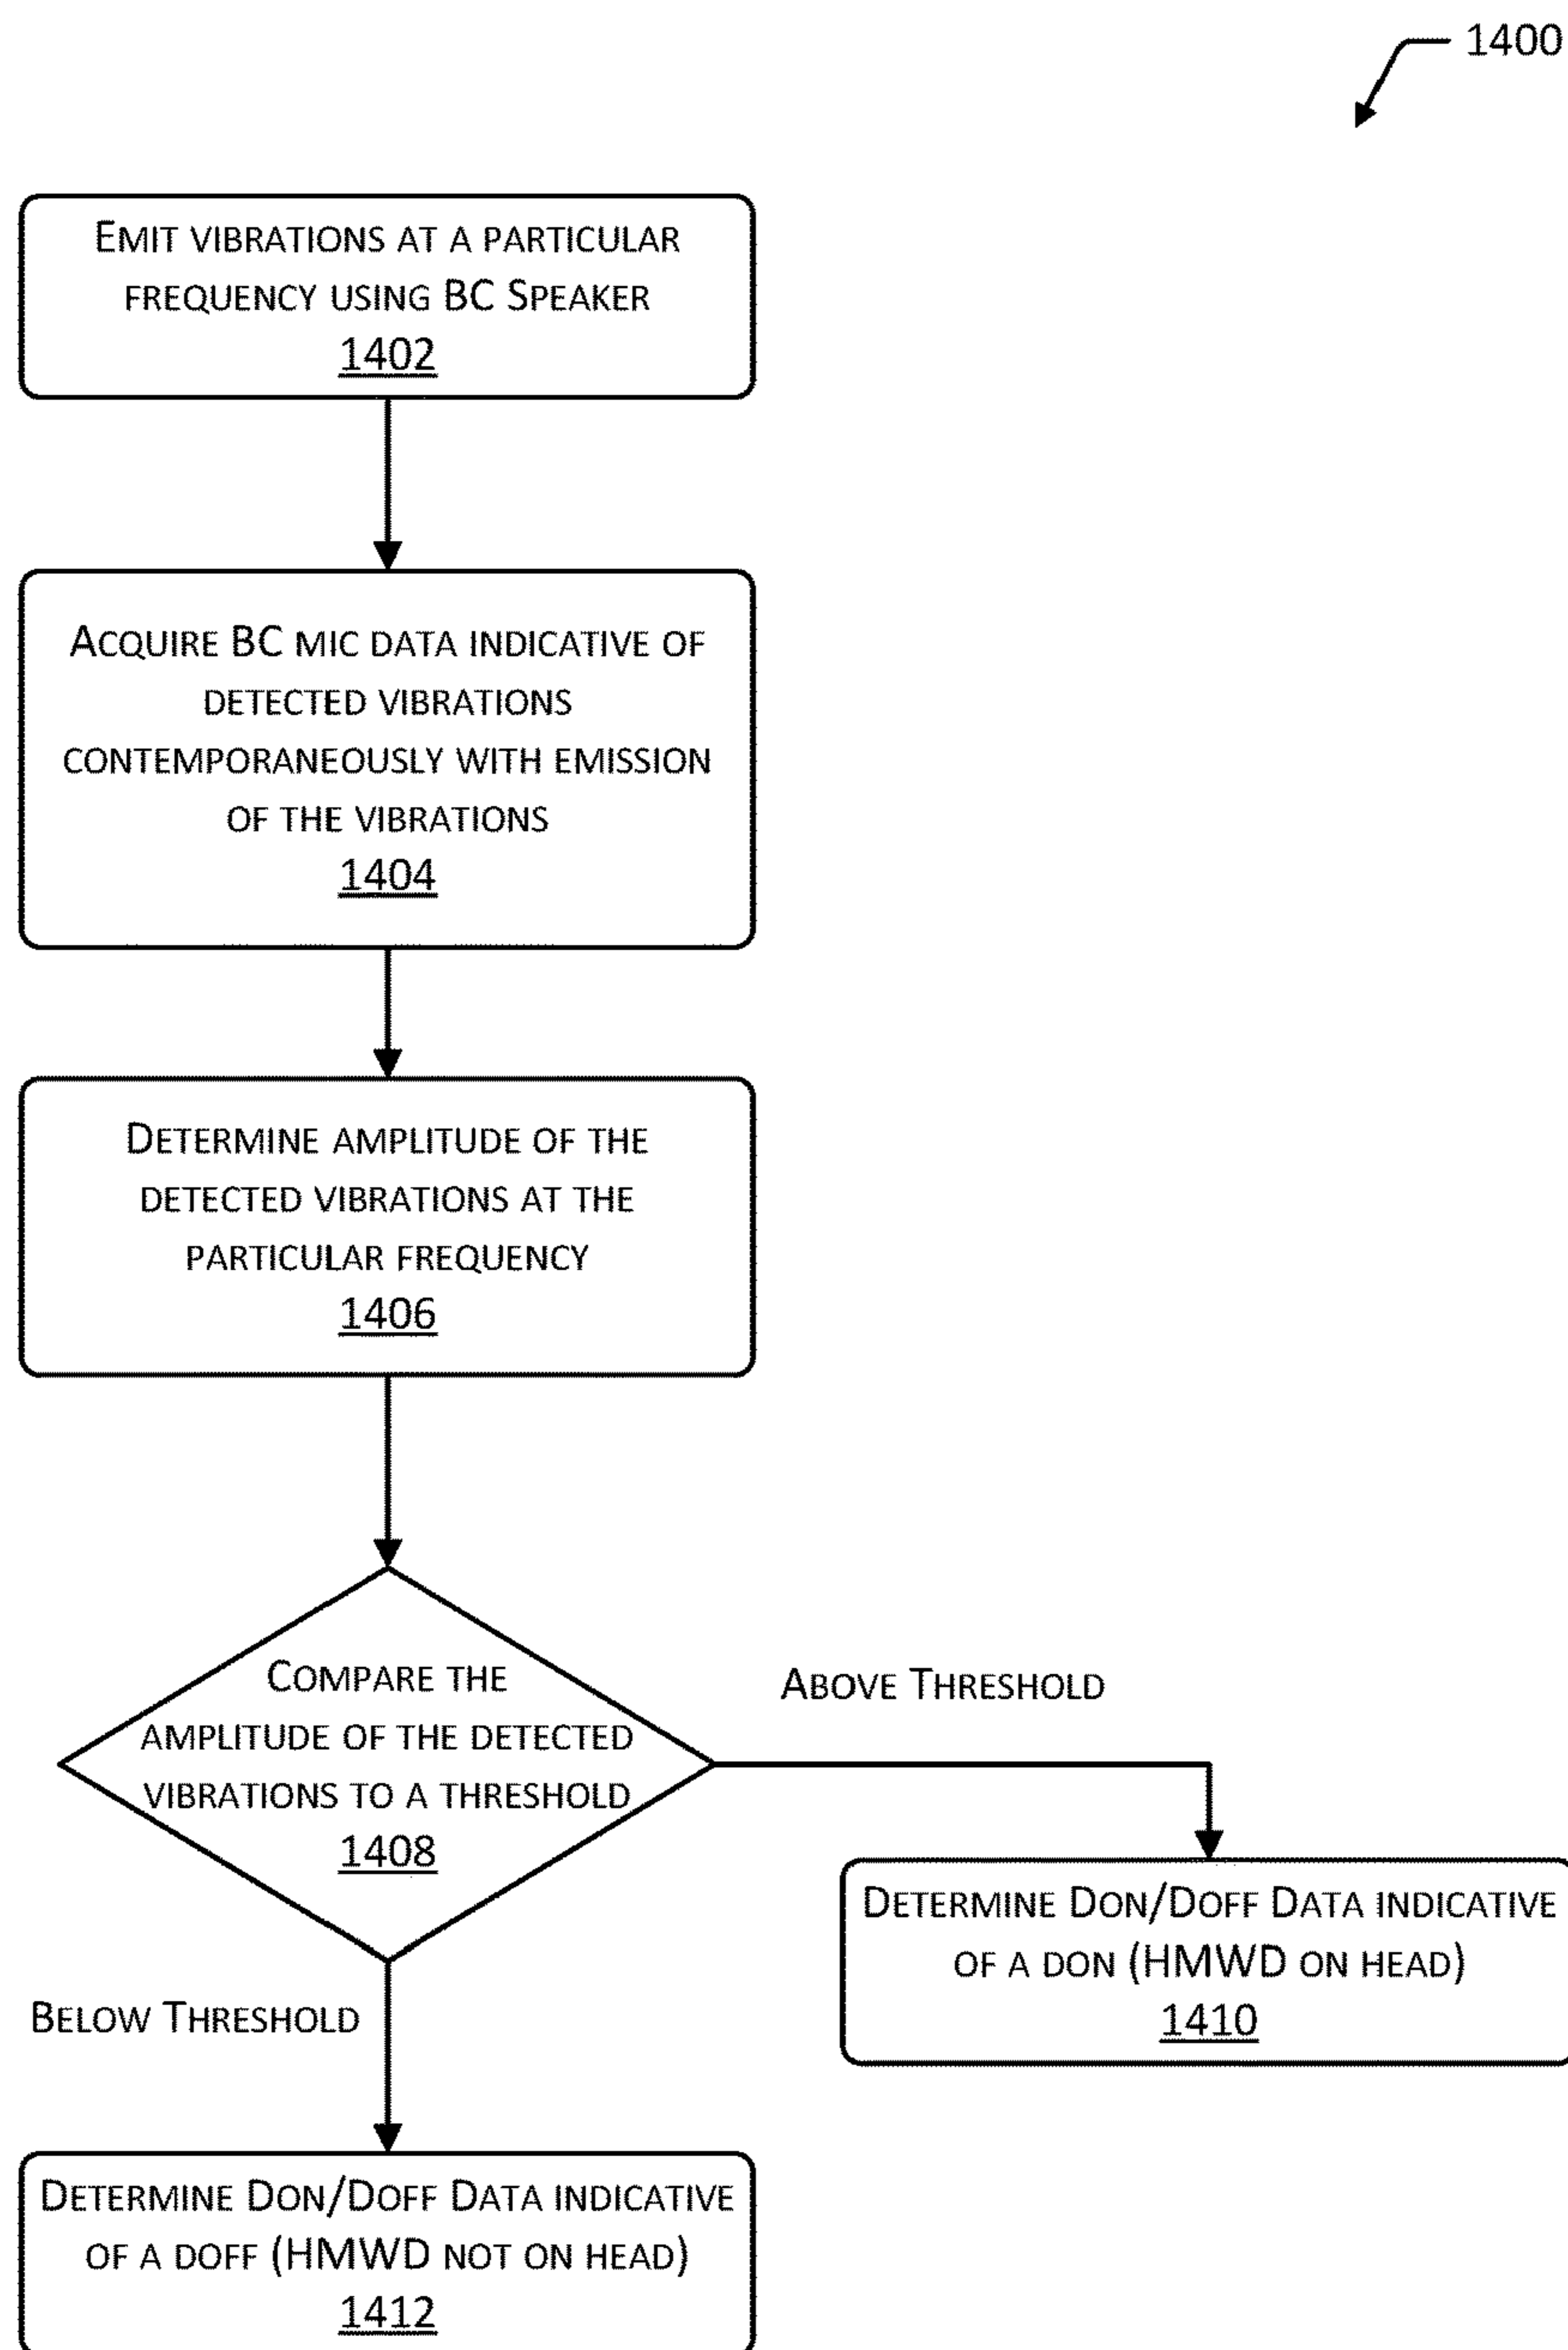 1400
EMIT VIBRATIONS AT A PARTICULAR
FREQUENCY USING BC SPEAKER
1402
ACQUIRE BC MIC DATA INDICATIVE OF
DETECTED VIBRATIONS
CONTEMPORANEOUSLY WITH EMISSION
OF THE VIBRATIONS
1404
DETERMINE AMPLITUDE OF THE
DETECTED VIBRATIONS AT THE
PARTICULAR FREQUENCY
1406
COMPARE THE
AMPLITUDE OF THE DETECTED
VIBRATIONS TO A THRESHOLD
1408
ABOVE THRESHOLD
DETERMINE DON/DOFF DATA INDICATIVE
OF A DON (HMWD ON HEAD)
1410
BELOW THRESHOLD
DETERMINE DON/DOFF DATA INDICATIVE
OF A DOFF (HMWD NOT ON HEAD)
1412